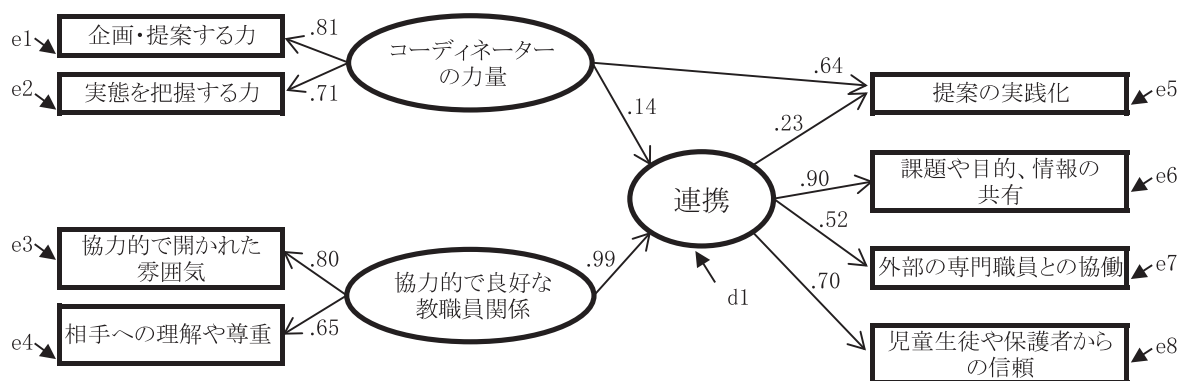 e1
企画・提案する力
.81
コーディネーター
の力量
e2
実態を把握する力
.71
.64
提案の実践化
e5
.14
.23
連携
.90
課題や目的、情報の
共有
e6
e3
協力的で開かれた
雰囲気
.80
協力的で良好な
教職員関係
.99
.52
外部の専門職員との協働
e7
d1
.70
e4
相手への理解や尊重
.65
児童生徒や保護者から
の信頼
e8